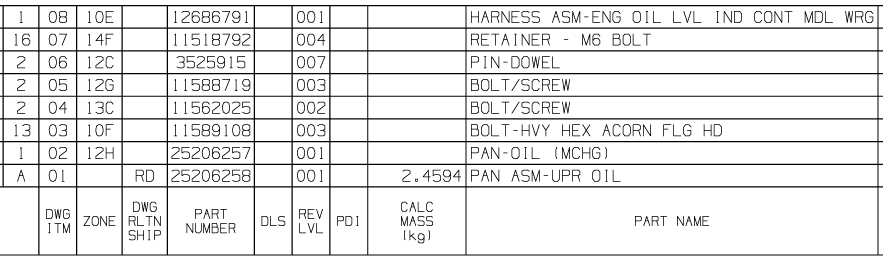 1 08 10E 12686791 001 HARNESS ASM-ENG OIL LVL IND CONT MDL WRG
16 07 14F 11518792 004 RETAINER - M6 BOLT
2 06 12C 3525915 007 PIN-DOWEL
2 05 12G 11588719 003 BOLT/SCREW
2 04 13C 11562025 002 BOLT/SCREW
13 03 10F 11589108 003 BOLT-HVY HEX ACORN FLG HD
1 02 12H 25206257 001 PAN-OIL (MCHG)
A 01 RD 25206258 001 2.4594 PAN ASM-UPR OIL
DWG ITM ZONE DWG RLTN SHIP PART NUMBER DLS REV LVL PDI CALC MASS (kg) PART NAME